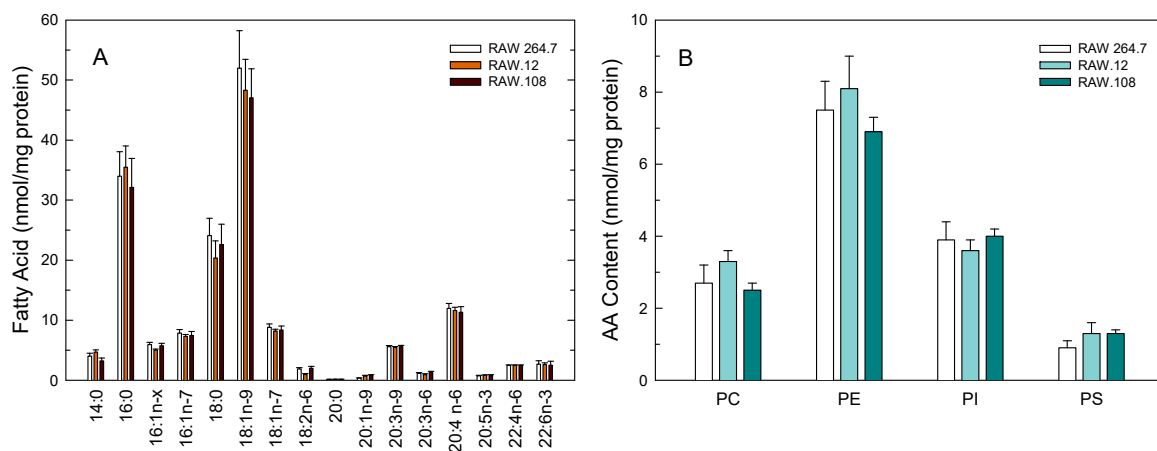 A
RAW 264.7
RAW.12
RAW.108
Fatty Acid (nmol/mg protein)
60
50
40
30
20
10
0
14:0
16:0
16:1n-x
16:1n-7
18:0
18:1n-9
18:1n-7
18:2n-6
20:0
20:1n-9
20:3n-9
20:3n-6
20:4 n-6
20:5n-3
22:4n-6
22:6n-3
B
RAW 264.7
RAW.12
RAW.108
AA Content (nmol/mg protein)
10
8
6
4
2
0
PC
PE
PI
PS